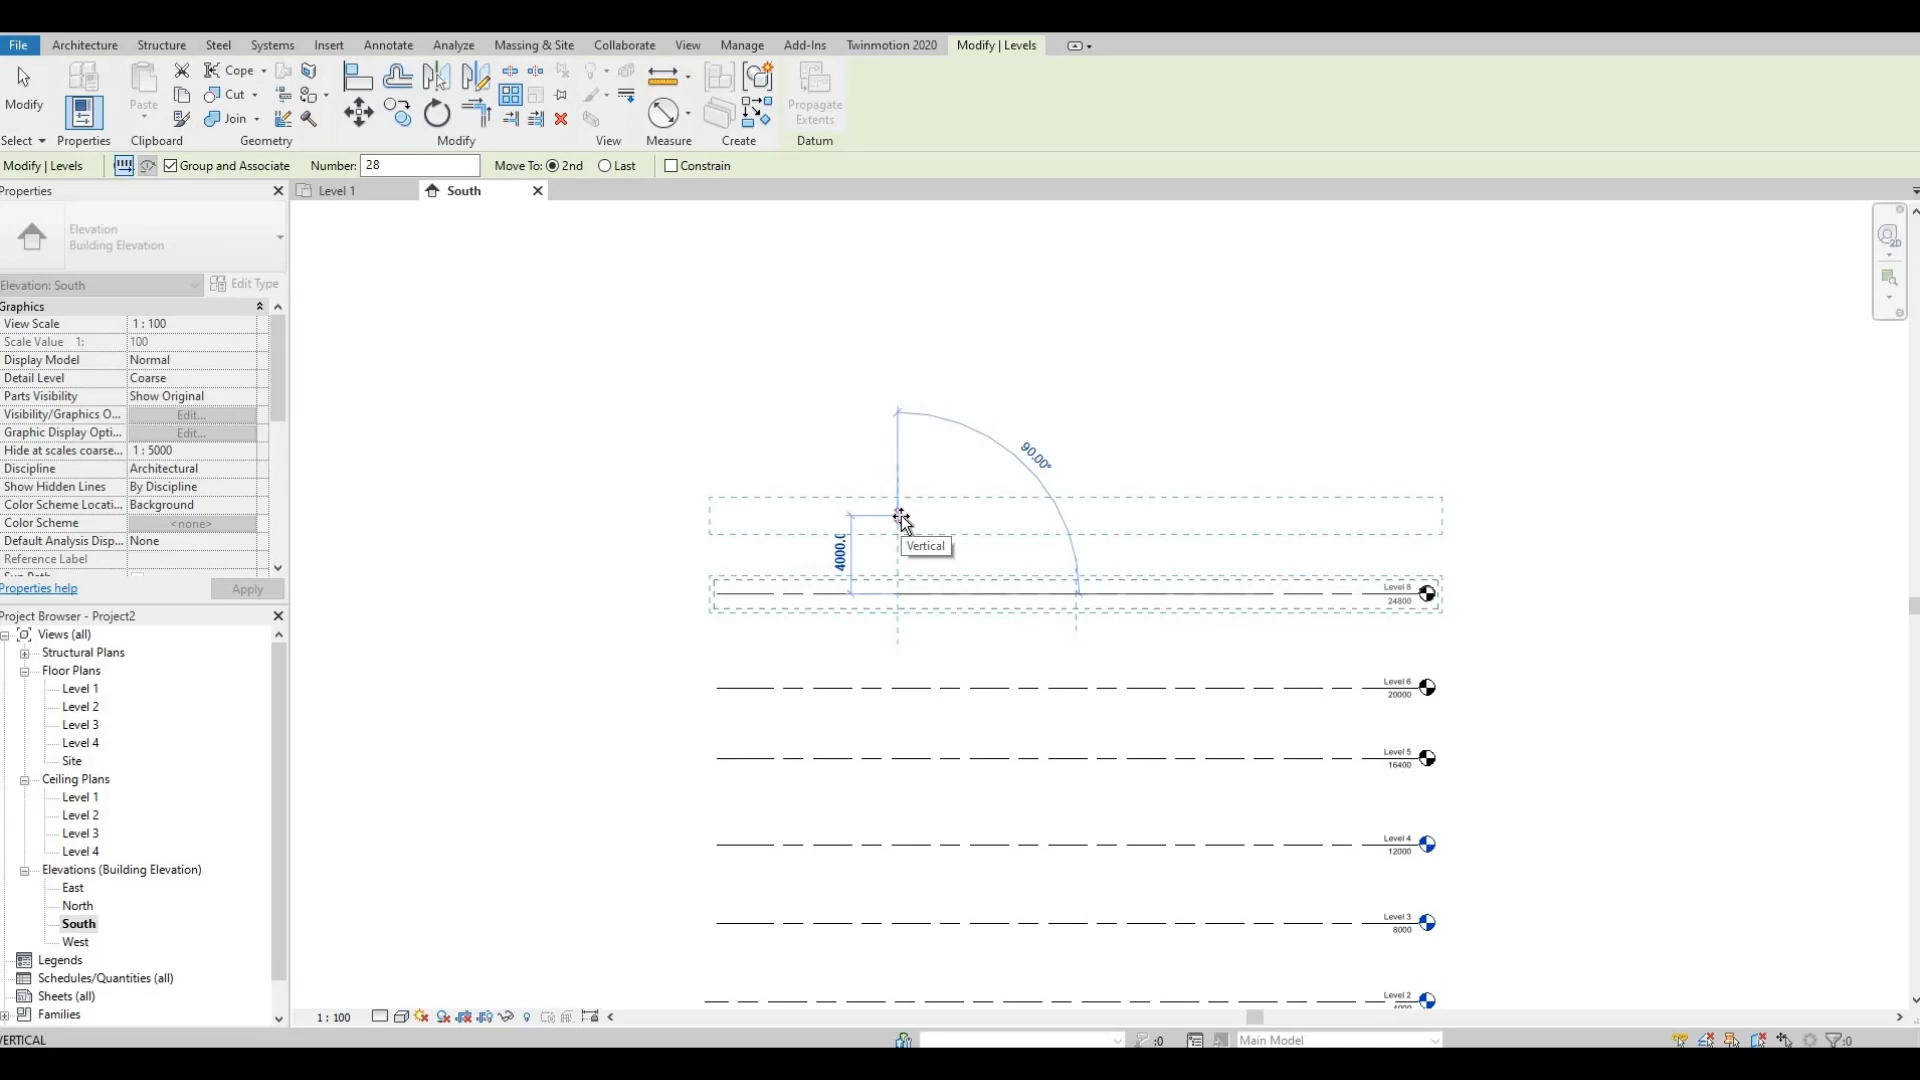 File Architecture Structure Steel Systems Insert Annotate Analyze Massing & Site Collaborate View Manage Add-Ins Twinmotion 2020 Modify | Levels
Modify
Paste
Cope
Cut
Join
Propagate
Extents
Select Properties Clipboard Geometry Modify View Measure Create Datum
Modify | Levels Group and Associate Number: 28 Move To: 2nd Last Constrain
Properties
Level 1 South
2D
Elevation
Building Elevation
Elevation: South Edit Type
Graphics
View Scale 1 : 100
Scale Value 1: 100
Display Model Normal
Detail Level Coarse
Parts Visibility Show Original
Visibility/Graphics O... Edit...
Graphic Display Opti... Edit...
Hide at scales coarse... 1 : 5000
Discipline Architectural
Show Hidden Lines By Discipline
Color Scheme Locati... Background
Color Scheme <none>
Default Analysis Disp... None
Reference Label
Sun Path
Properties help Apply
90.00°
4000.0
Vertical
Level 8
24800
Level 6
20000
Level 5
16400
Level 4
12000
Level 3
8000
Level 2
4000
Project Browser - Project2
Views (all)
Structural Plans
Floor Plans
Level 1
Level 2
Level 3
Level 4
Site
Ceiling Plans
Level 1
Level 2
Level 3
Level 4
Elevations (Building Elevation)
East
North
South
West
Legends
Schedules/Quantities (all)
Sheets (all)
Families
1 : 100
VERTICAL :0 Main Model :0